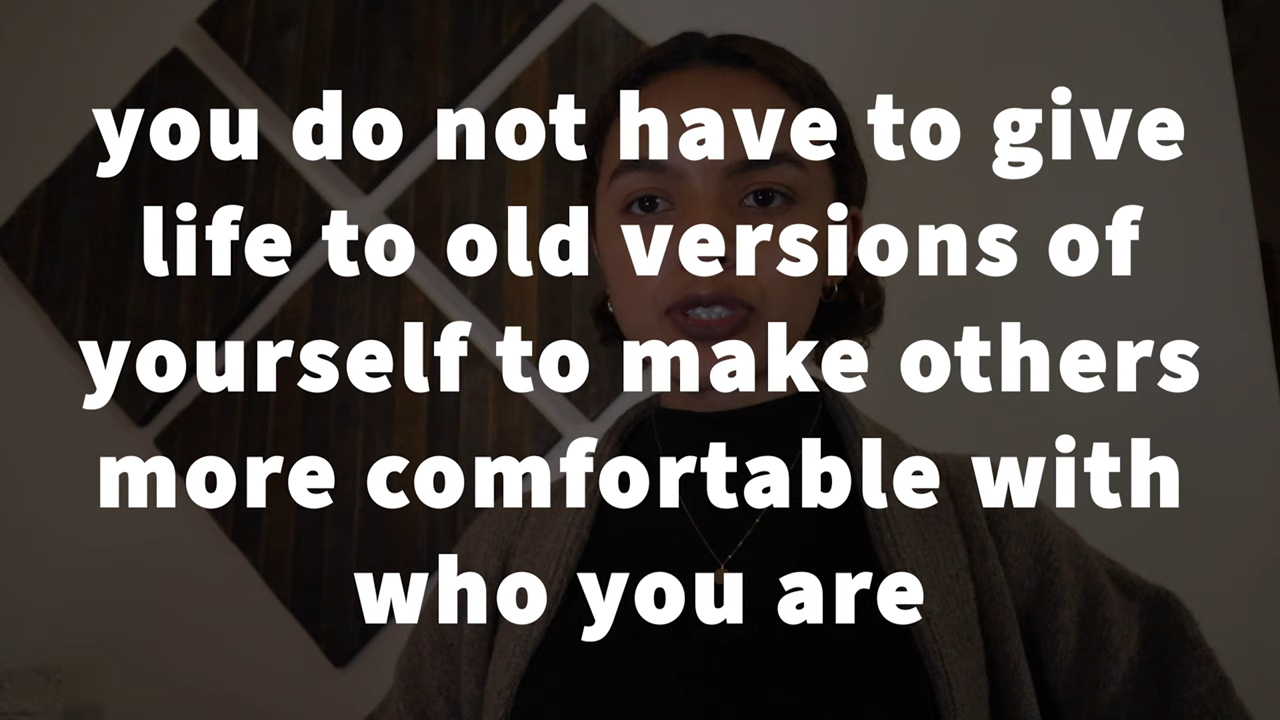 you do not have to give
life to old versions of
yourself to make others
more comfortable with
who you are